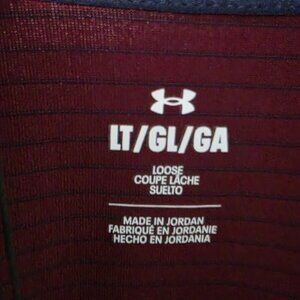 LT/GL/GA
LOOSE
COUPE LÂCHE
SUELTO
MADE IN JORDAN
FABRIQUÉ EN JORDANIE
HECHO EN JORDANIA